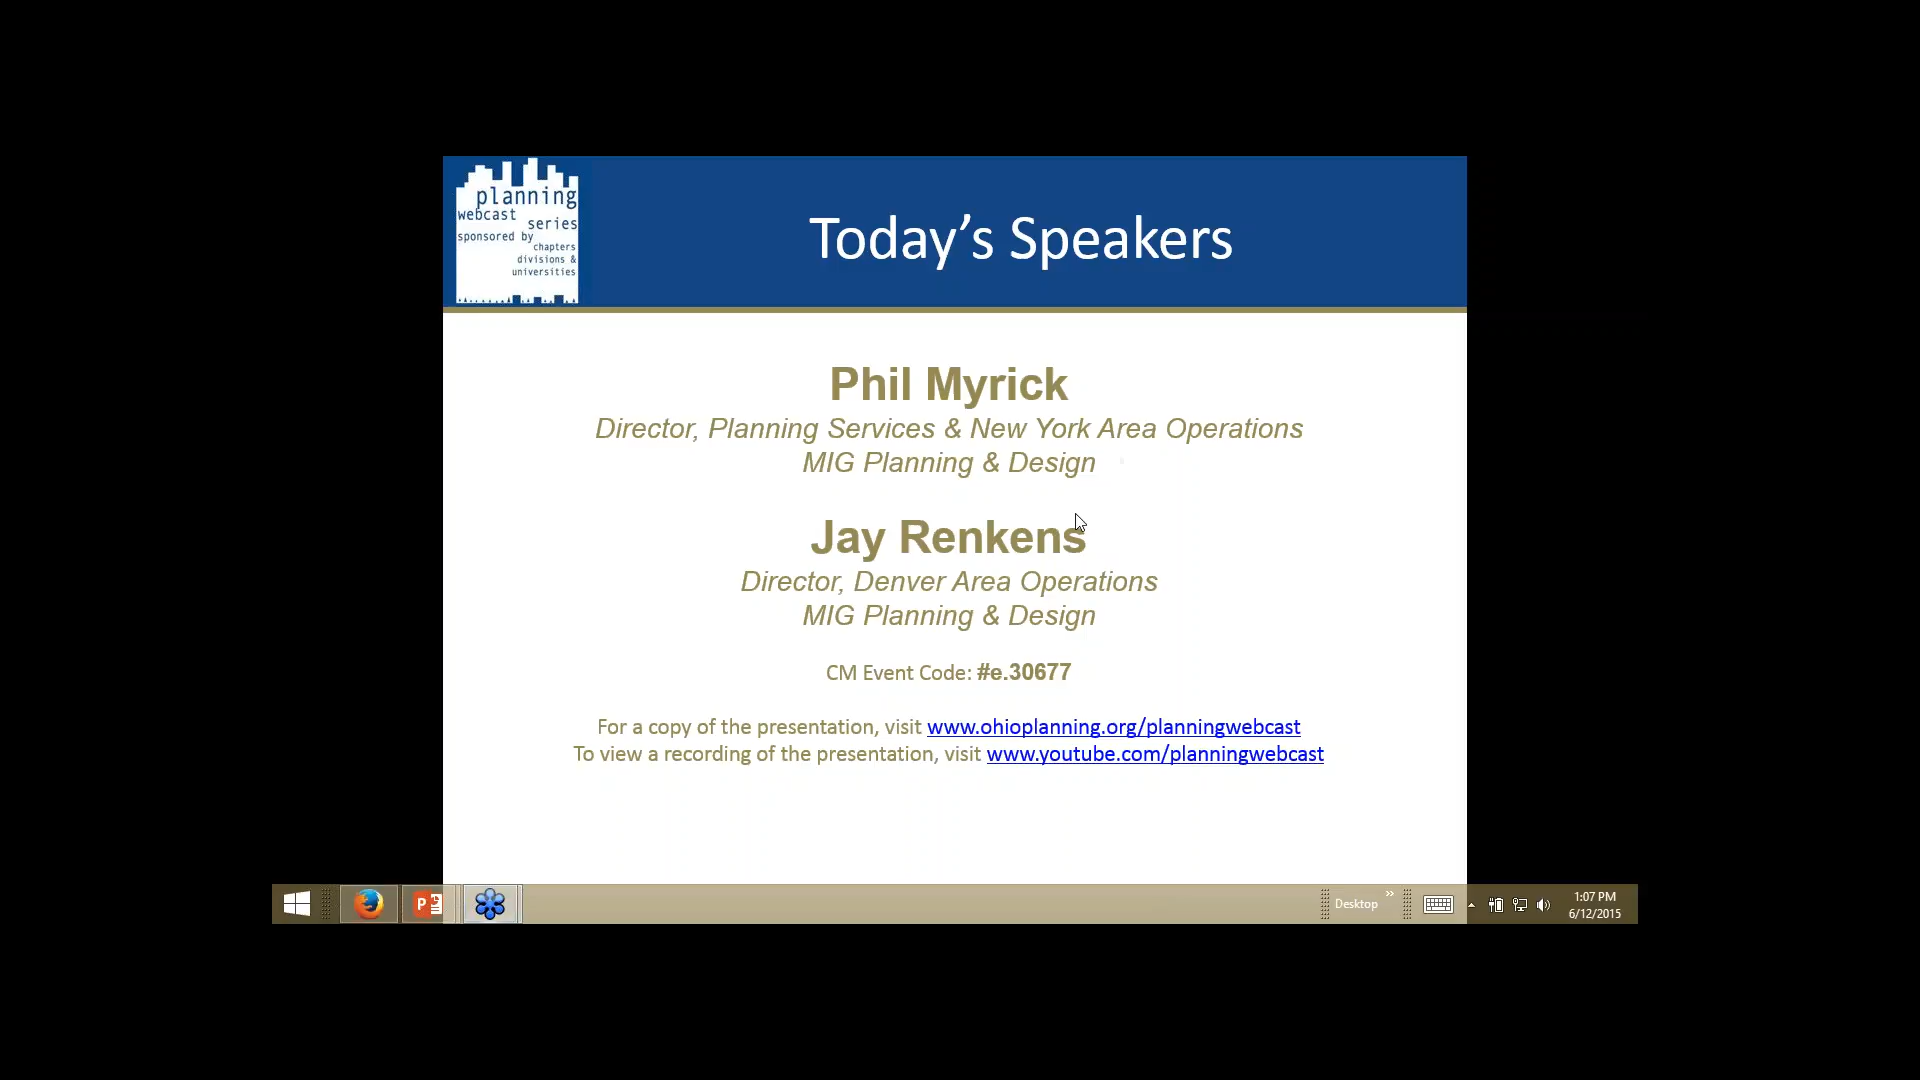 planning
webcast
series
sponsored by
chapters
divisions &
universities
Today’s Speakers
Phil Myrick
Director, Planning Services & New York Area Operations
MIG Planning & Design
Jay Renkens
Director, Denver Area Operations
MIG Planning & Design
CM Event Code: #e.30677
For a copy of the presentation, visit www.ohioplanning.org/planningwebcast
To view a recording of the presentation, visit www.youtube.com/planningwebcast
Desktop
1:07 PM
6/12/2015